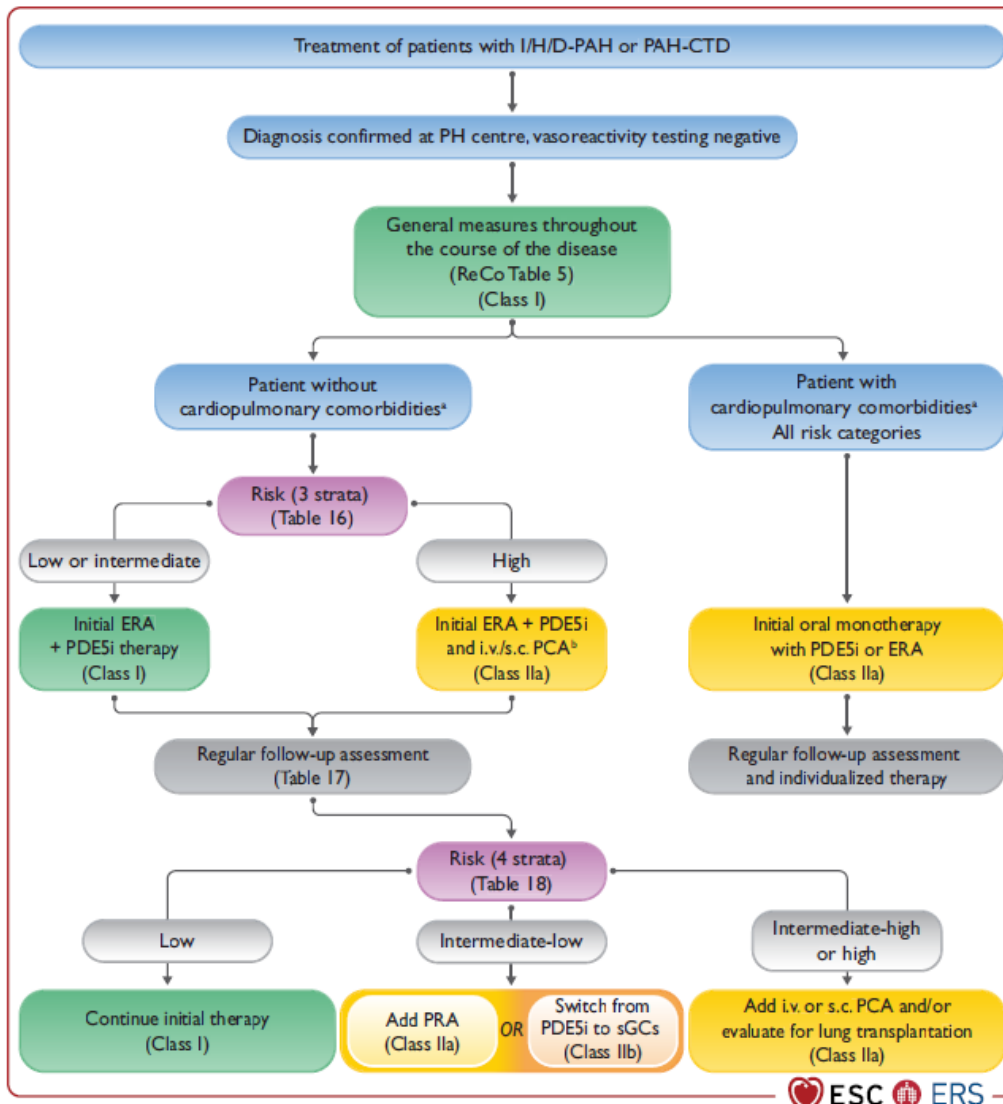 Treatment of patients with I/H/D-PAH or PAH-CTD
Diagnosis confirmed at PH centre, vasoreactivity testing negative
General measures throughout
the course of the disease
(ReCo Table 5)
(Class I)
Patient without
cardiopulmonary comorbiditiesᵃ
Patient with
cardiopulmonary comorbiditiesᵃ
All risk categories
Risk (3 strata)
(Table 16)
Low or intermediate
High
Initial ERA
+ PDE5i therapy
(Class I)
Initial ERA + PDE5i
and i.v./s.c. PCAᵇ
(Class IIa)
Initial oral monotherapy
with PDE5i or ERA
(Class IIa)
Regular follow-up assessment
(Table 17)
Regular follow-up assessment
and individualized therapy
Risk (4 strata)
(Table 18)
Low
Intermediate-low
Intermediate-high
or high
Continue initial therapy
(Class I)
Add PRA
(Class IIa)
OR
Switch from
PDE5i to sGCs
(Class IIb)
Add i.v. or s.c. PCA and/or
evaluate for lung transplantation
(Class IIa)
ESC ERS